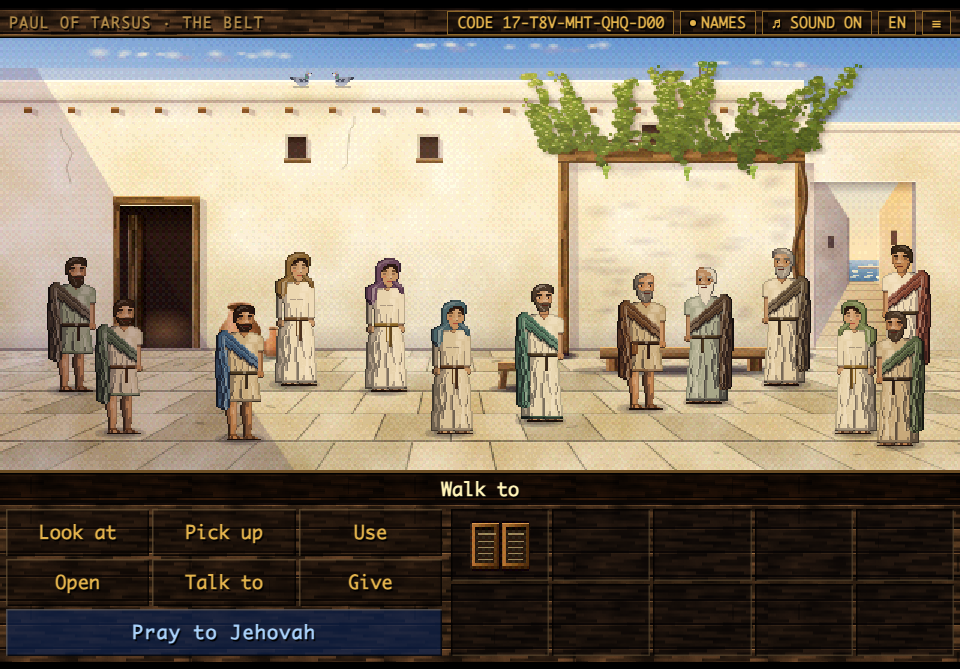 PAUL OF TARSUS · THE BELT
CODE 17-T8V-MHT-QHQ-D00
• NAMES
♬ SOUND ON
EN
≡
Walk to
Look at
Pick up
Use
Open
Talk to
Give
Pray to Jehovah